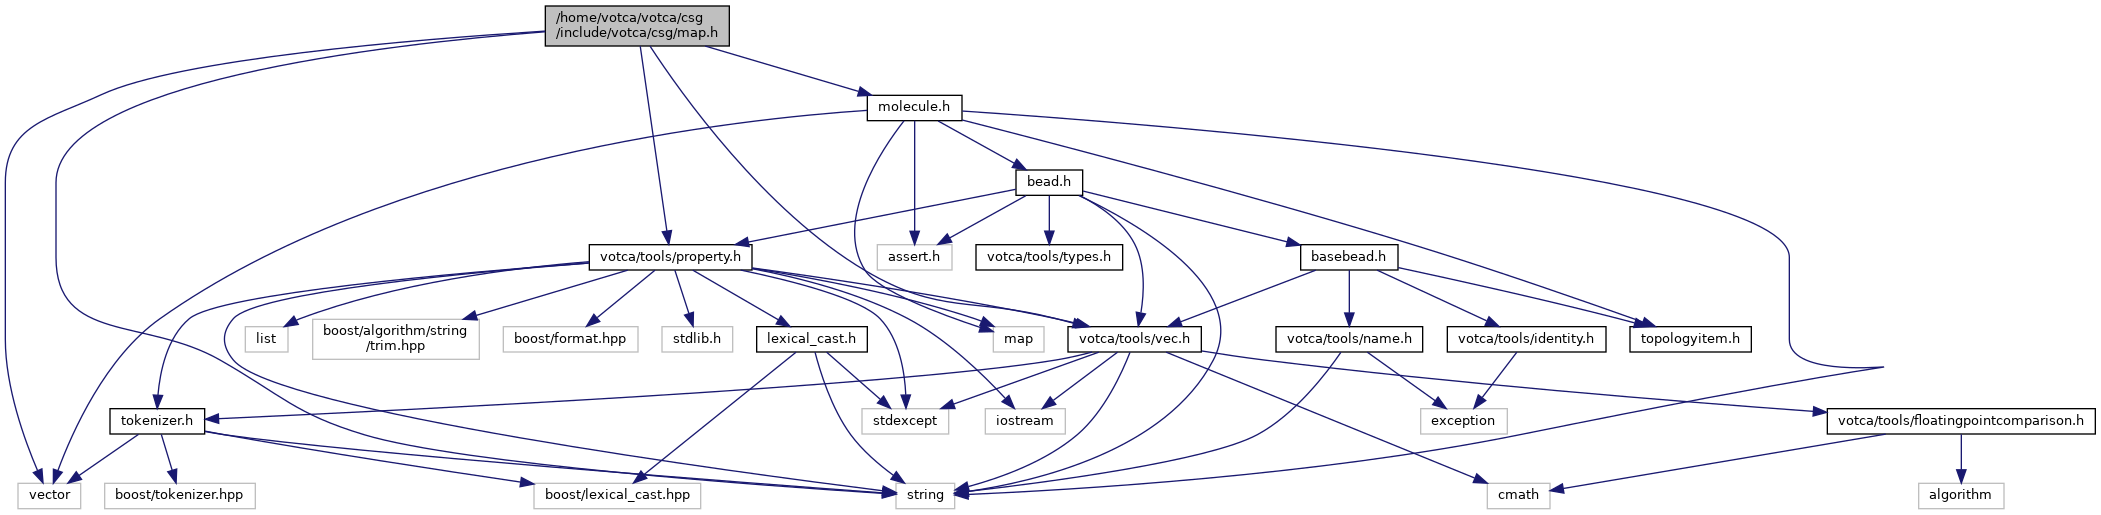 /home/votca/votca/csg
/include/votca/csg/map.h
molecule.h
bead.h
votca/tools/property.h
assert.h
votca/tools/types.h
basebead.h
list
boost/algorithm/string
/trim.hpp
boost/format.hpp
stdlib.h
lexical_cast.h
map
votca/tools/vec.h
votca/tools/name.h
votca/tools/identity.h
topologyitem.h
tokenizer.h
stdexcept
iostream
exception
votca/tools/floatingpointcomparison.h
vector
boost/tokenizer.hpp
boost/lexical_cast.hpp
string
cmath
algorithm